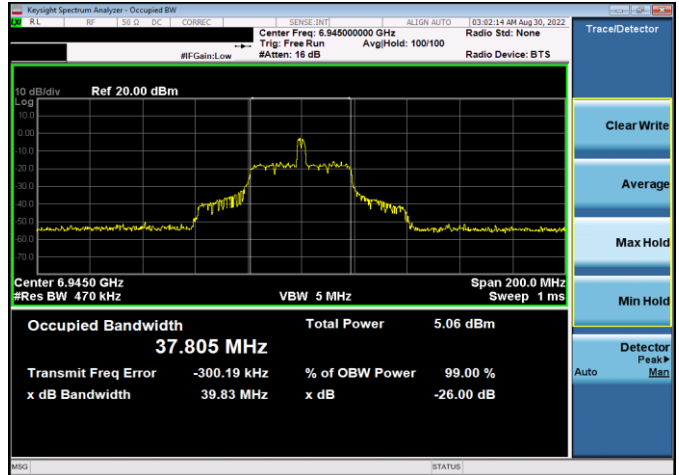 Keysight Spectrum Analyzer - Occupied BW
RL RF 50 Ω DC CORREC SENSE:INT ALIGN AUTO 03:02:14 AM Aug 30, 2022
Center Freq: 6.945000000 GHz Radio Std: None
Trig: Free Run Avg|Hold: 100/100
#IFGain:Low #Atten: 16 dB Radio Device: BTS
Trace/Detector
10 dB/div Ref 20.00 dBm
Log
10.0
0.00
-10.0
-20.0
-30.0
-40.0
-50.0
-60.0
-70.0
Center 6.9450 GHz Span 200.0 MHz
#Res BW 470 kHz VBW 5 MHz Sweep 1 ms
Occupied Bandwidth Total Power 5.06 dBm
37.805 MHz
Transmit Freq Error -300.19 kHz % of OBW Power 99.00 %
x dB Bandwidth 39.83 MHz x dB -26.00 dB
Clear Write
Average
Max Hold
Min Hold
Detector
Peak▶
Auto Man
MSG STATUS